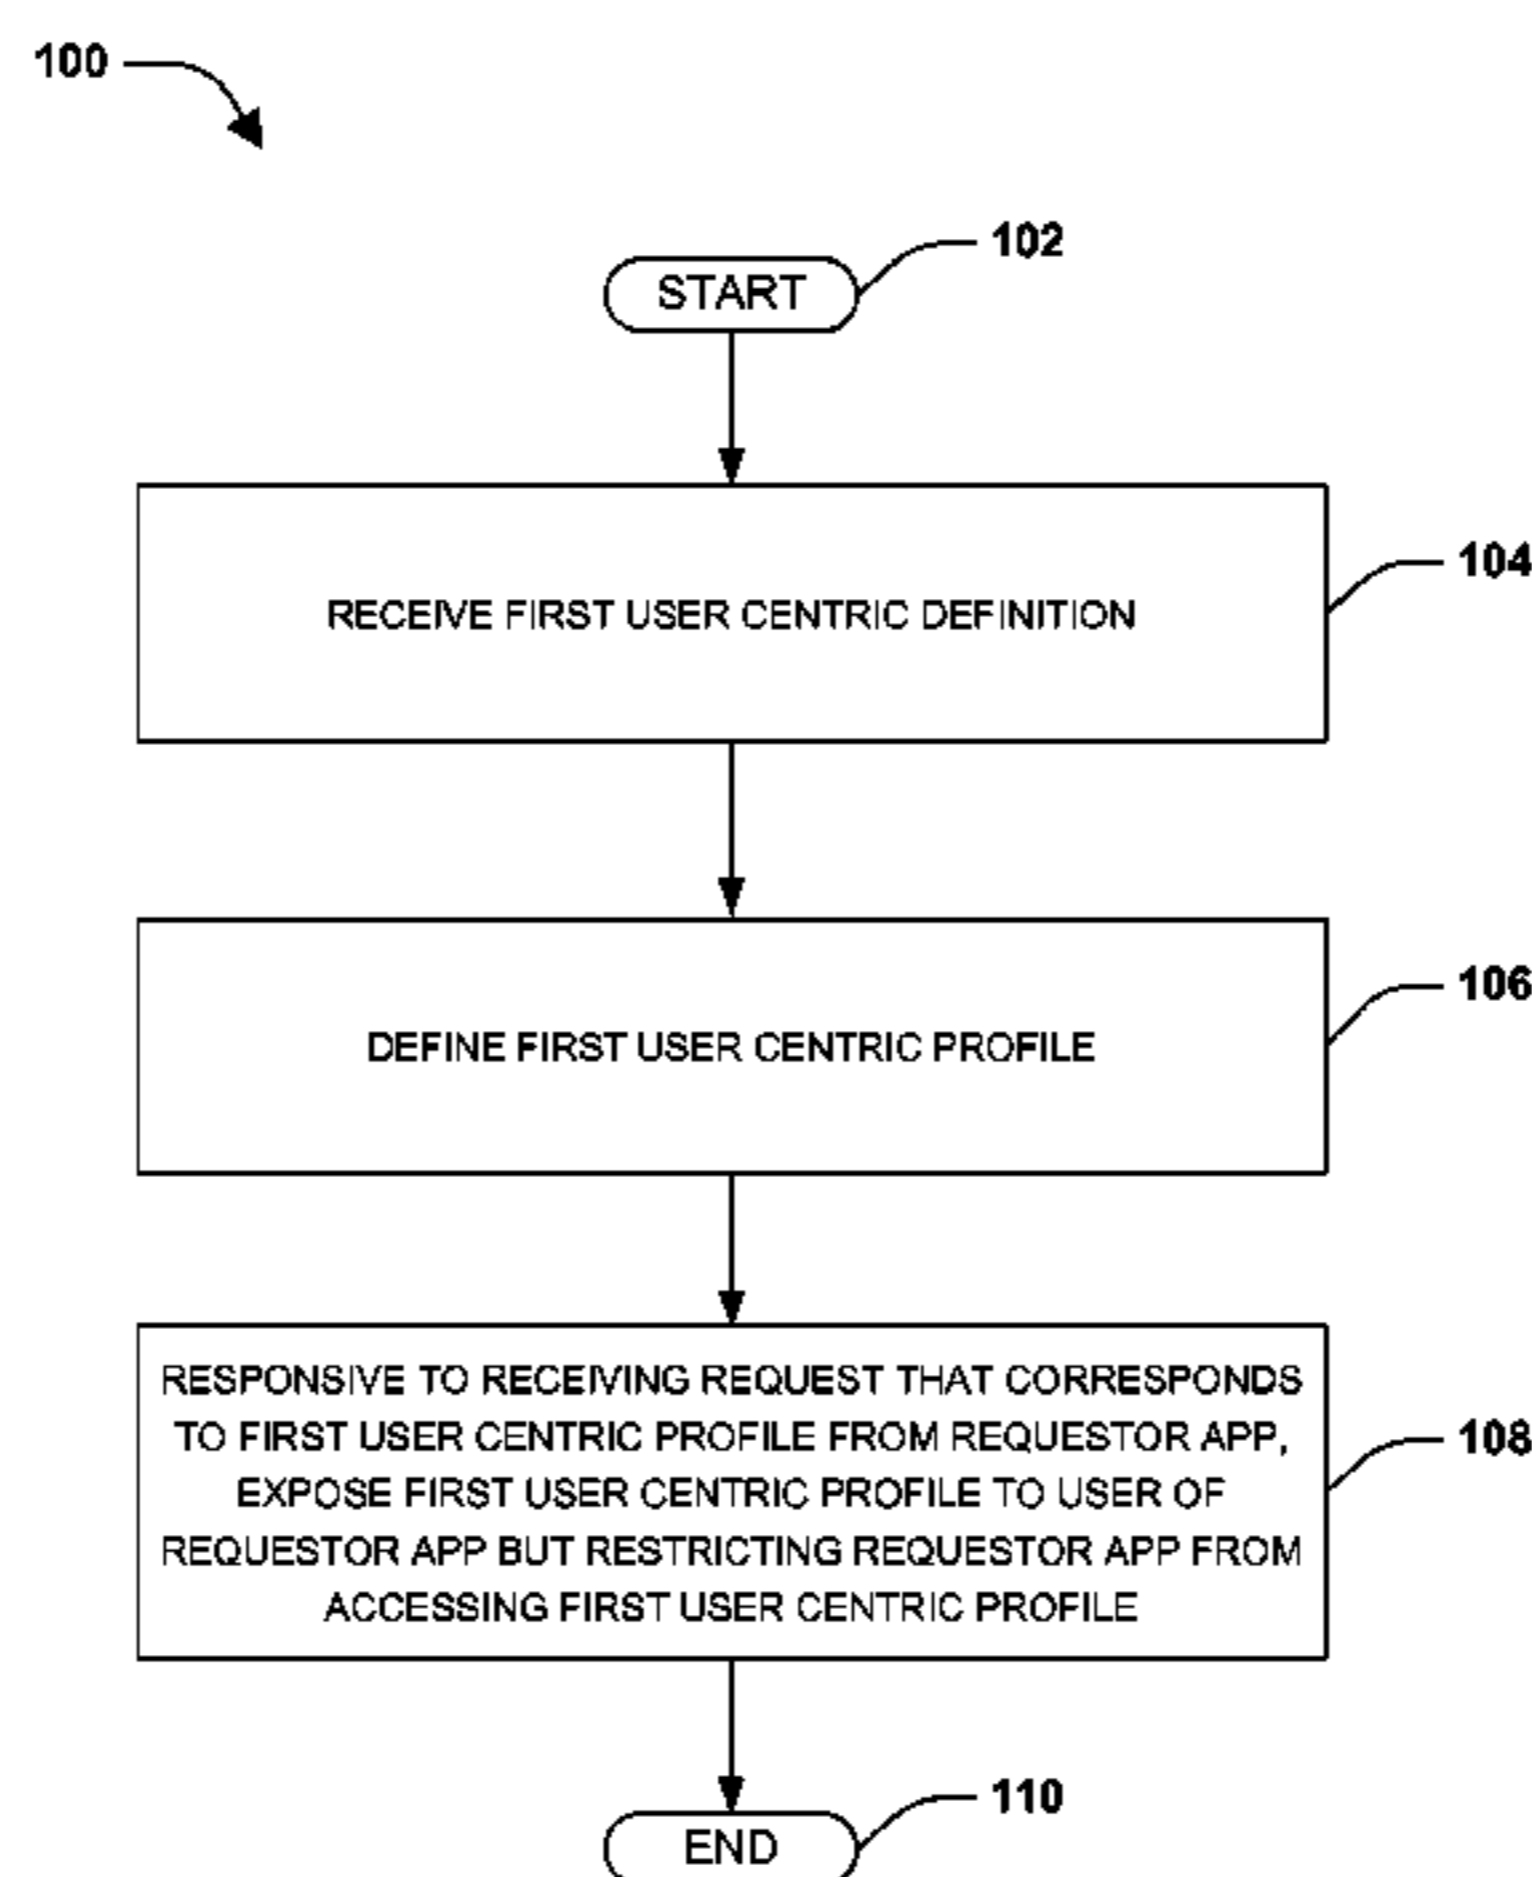 100
102
START
104
RECEIVE FIRST USER CENTRIC DEFINITION
106
DEFINE FIRST USER CENTRIC PROFILE
RESPONSIVE TO RECEIVING REQUEST THAT CORRESPONDS
TO FIRST USER CENTRIC PROFILE FROM REQUESTOR APP,
108
EXPOSE FIRST USER CENTRIC PROFILE TO USER OF
REQUESTOR APP BUT RESTRICTING REQUESTOR APP FROM
ACCESSING FIRST USER CENTRIC PROFILE
110
END